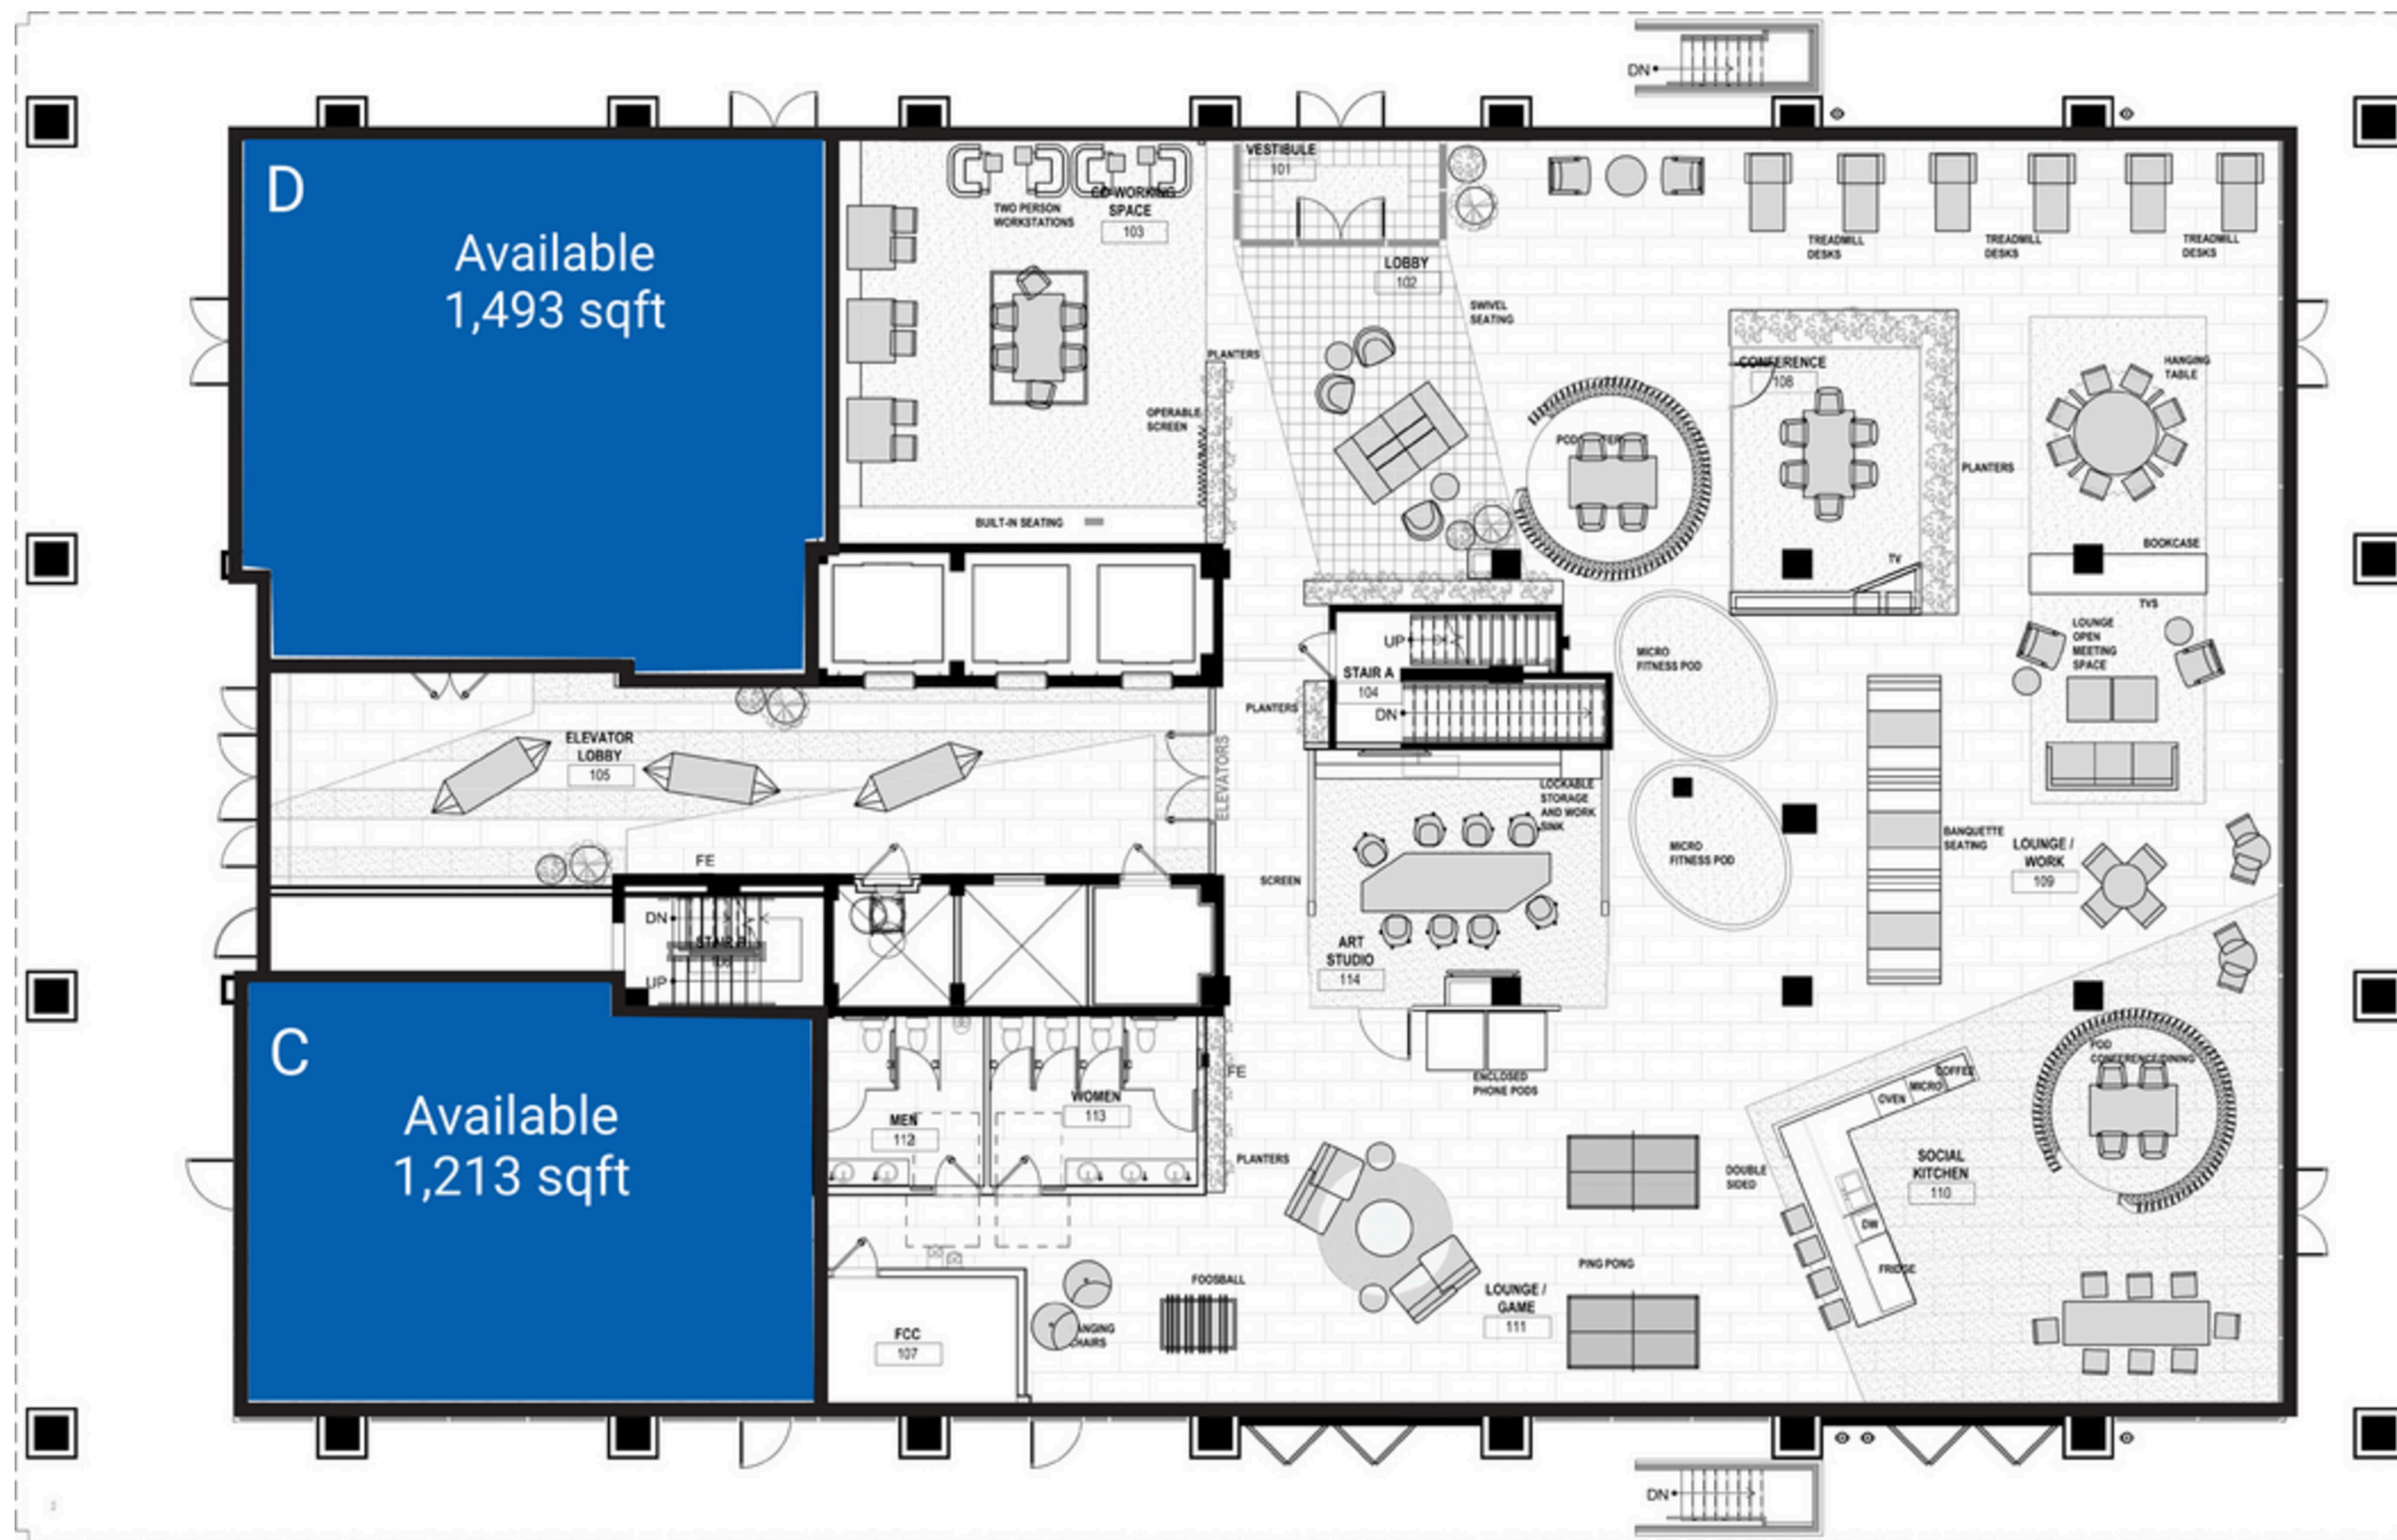 DN
D
Available
1,493 sqft
TWO PERSON
WORKSTATIONS
CO-WORKING
SPACE
103
VESTIBULE
101
LOBBY
102
SWIVEL
SEATING
TREADMILL
DESKS
TREADMILL
DESKS
TREADMILL
DESKS
PLANTERS
OPERABLE
SCREEN
BUILT-IN SEATING
CONFERENCE
108
PLANTERS
TV
HANGING
TABLE
BOOKCASE
TVS
LOUNGE
OPEN
MEETING
SPACE
UP
STAIR A
104
DN
PLANTERS
MICRO
FITNESS POD
MICRO
FITNESS POD
ELEVATOR
LOBBY
105
ELEVATORS
FE
DN
UP
LOCKABLE
STORAGE
AND WORK
SINK
SCREEN
ART
STUDIO
114
ENCLOSED
PHONE PODS
BANQUETTE
SEATING
LOUNGE /
WORK
109
C
Available
1,213 sqft
MEN
112
WOMEN
113
FE
PLANTERS
FCC
107
FOOSBALL
LOUNGE /
GAME
111
DOUBLE
SIDED
PING PONG
POD
CONFERENCE/DINING
COFFEE
MICRO
OVEN
SOCIAL
KITCHEN
110
DW
FRIDGE
DN